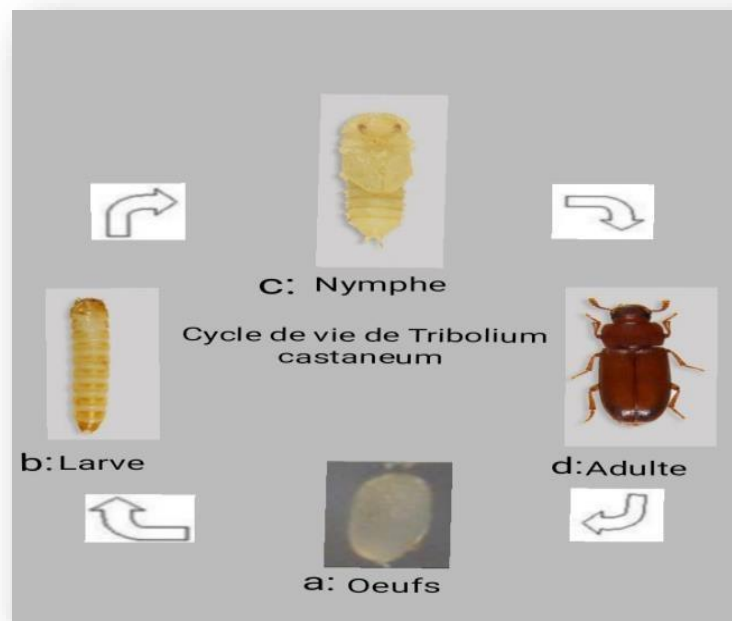 c: Nymphe
Cycle de vie de Tribolium
castaneum
b: Larve
d: Adulte
a: Oeufs